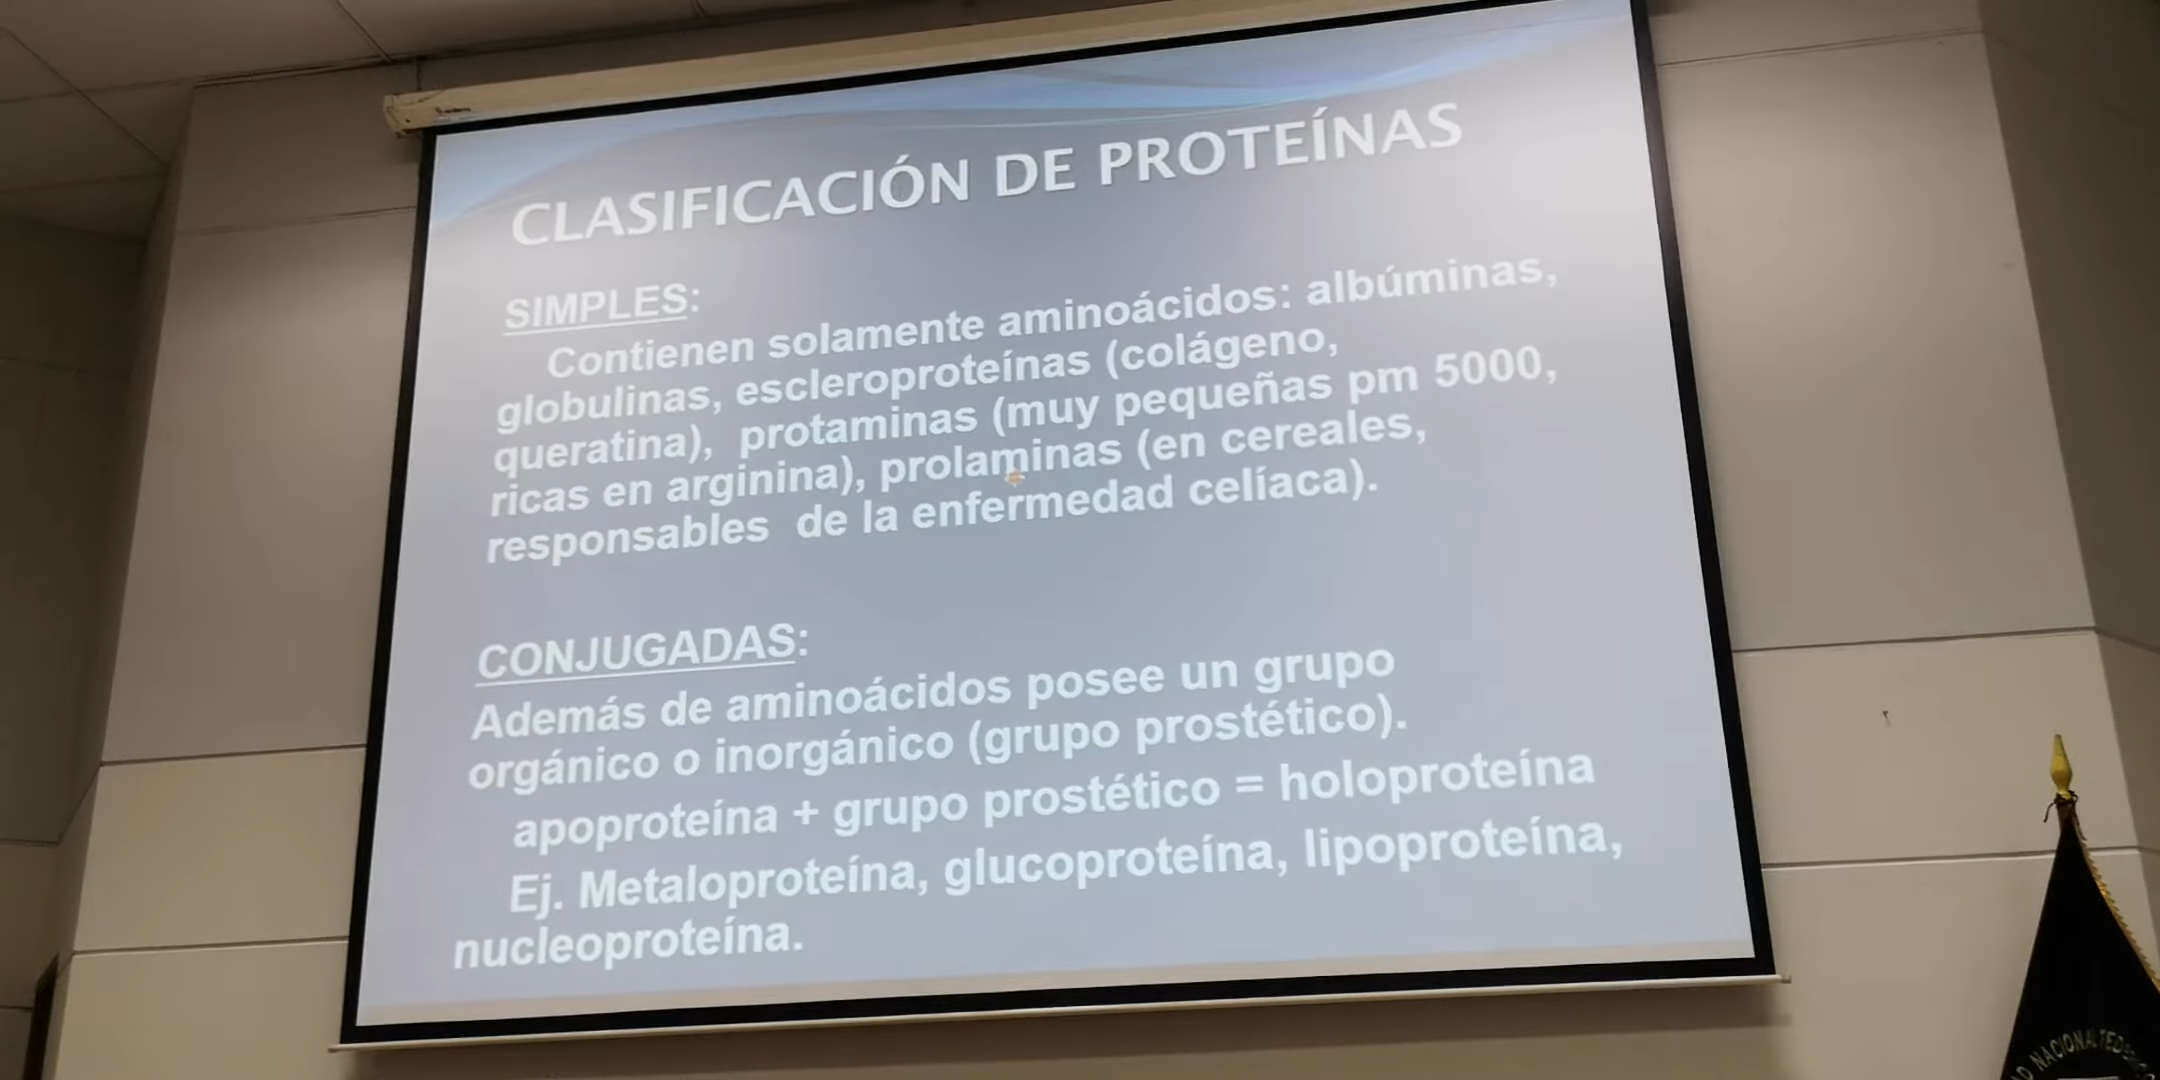 CLASIFICACIÓN DE PROTEÍNAS
SIMPLES:
Contienen solamente aminoácidos: albúminas,
globulinas, escleroproteínas (colágeno,
queratina), protaminas (muy pequeñas pm 5000,
ricas en arginina), prolaminas (en cereales,
responsables de la enfermedad celíaca).
CONJUGADAS:
Además de aminoácidos posee un grupo
orgánico o inorgánico (grupo prostético).
apoproteína + grupo prostético = holoproteína
Ej. Metaloproteína, glucoproteína, lipoproteína,
nucleoproteína.
NACIONAL